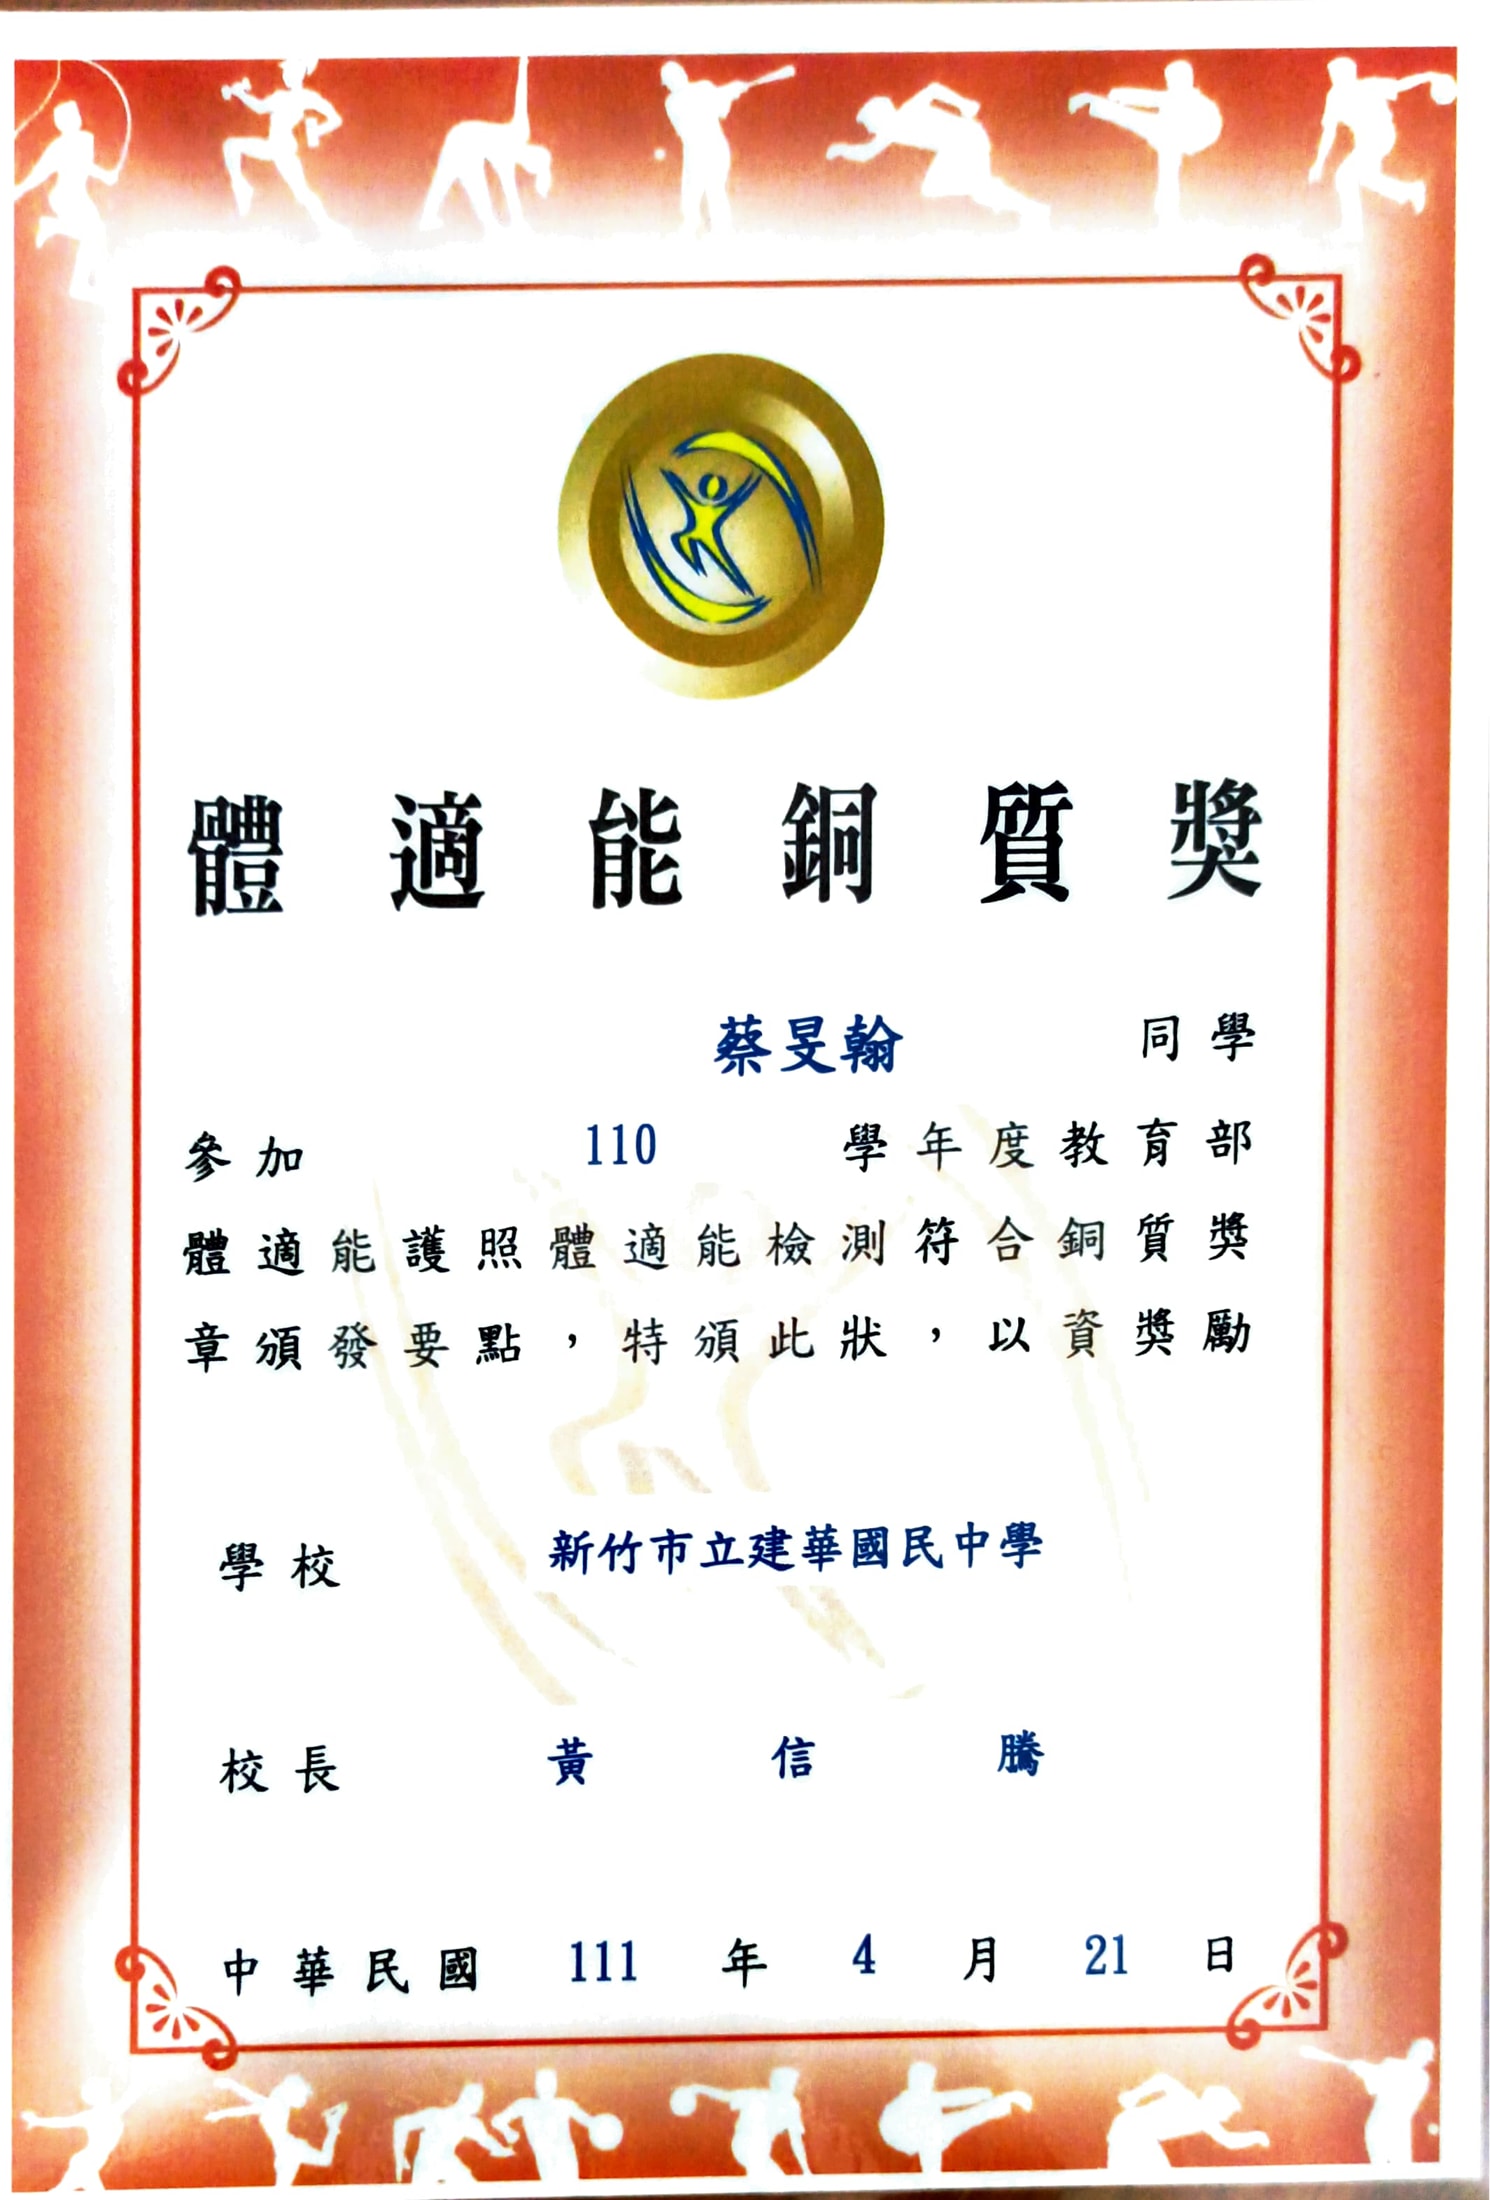 體適能銅質獎
蔡旻翰 同學
參加 110 學年度教育部
體適能護照體適能檢測符合銅質獎
章頒發要點，特頒此狀，以資獎勵
學校 新竹市立建華國民中學
校長 黃信騰
中華民國 111 年 4 月 21 日